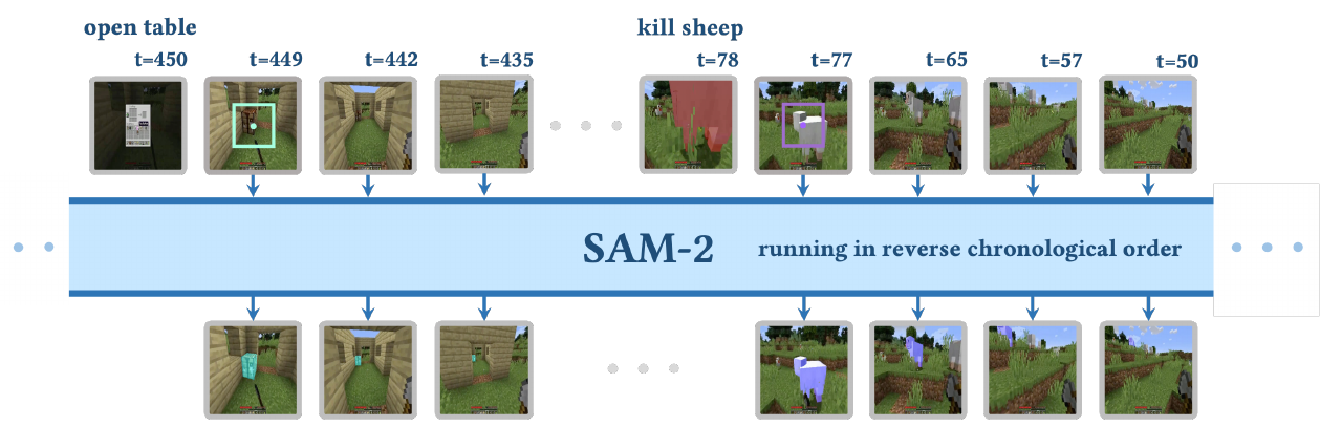 open table
kill sheep
t=450
t=449
t=442
t=435
t=78
t=77
t=65
t=57
t=50
SAM-2
running in reverse chronological order